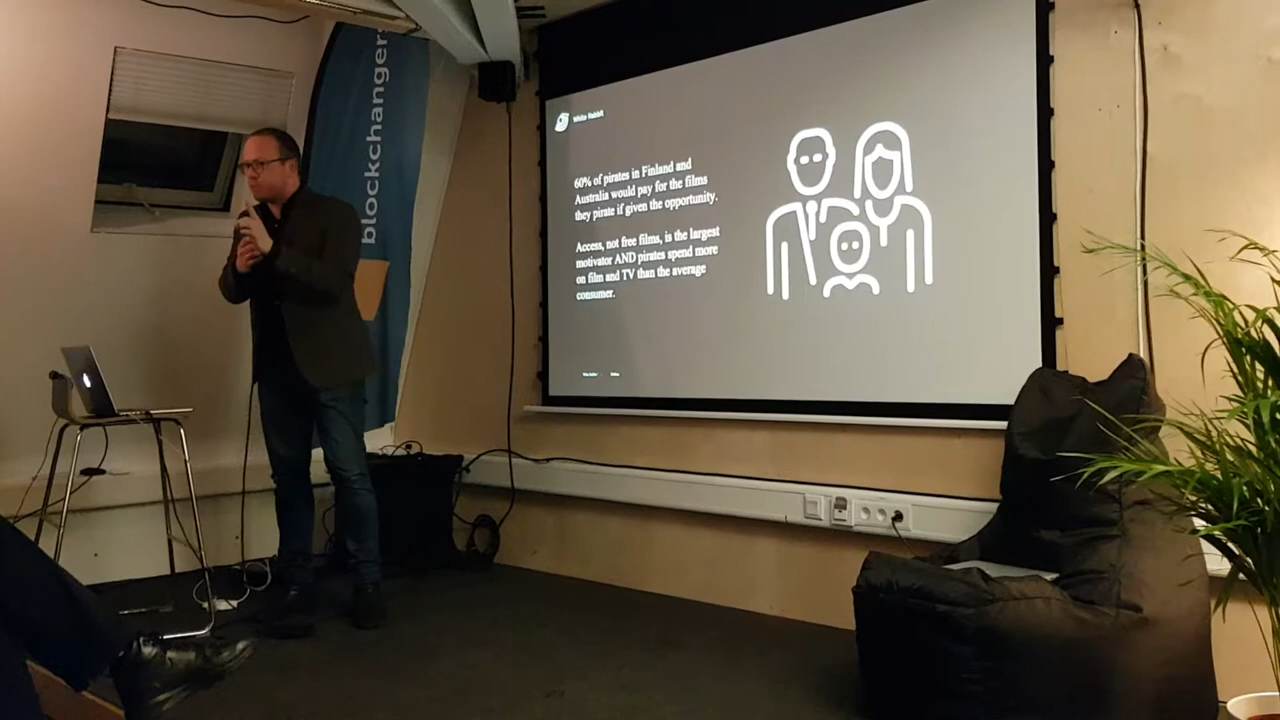 blockchangers
White Rabbit
60% of pirates in Finland and
Australia would pay for the films
they pirate if given the opportunity.
Access, not free films, is the largest
motivator AND pirates spend more
on film and TV than the average
consumer.